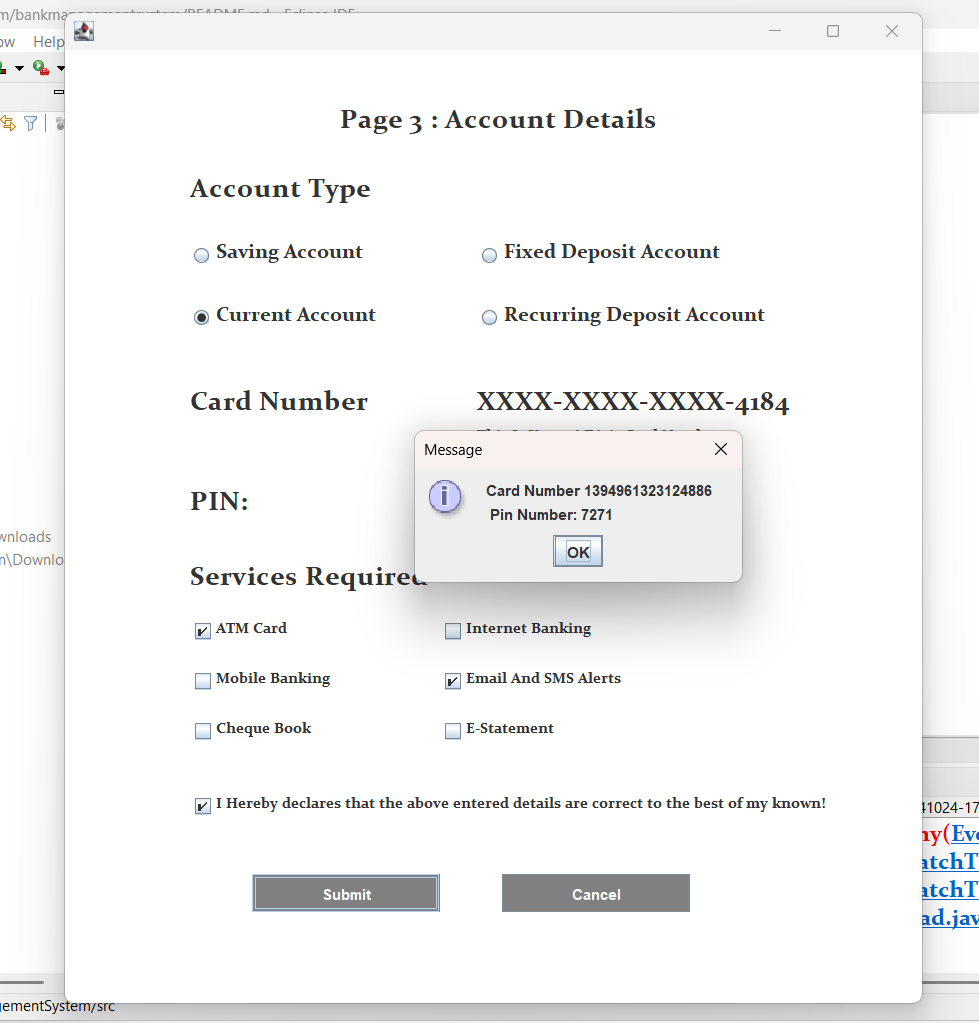 m/bankmanagementsystem/README.md - Eclipse IDE
ow Help
Page 3 : Account Details
Account Type
Saving Account Fixed Deposit Account
Current Account Recurring Deposit Account
Card Number XXXX-XXXX-XXXX-4184
Message
Card Number 1394961323124886
Pin Number: 7271
OK
PIN:
wnloads
n\Downlo
Services Required
ATM Card Internet Banking
Mobile Banking Email And SMS Alerts
Cheque Book E-Statement
I Hereby declares that the above entered details are correct to the best of my known!
41024-17
ny(Eve
atchT
Submit Cancel
atchT
ad.jav
gementSystem/src